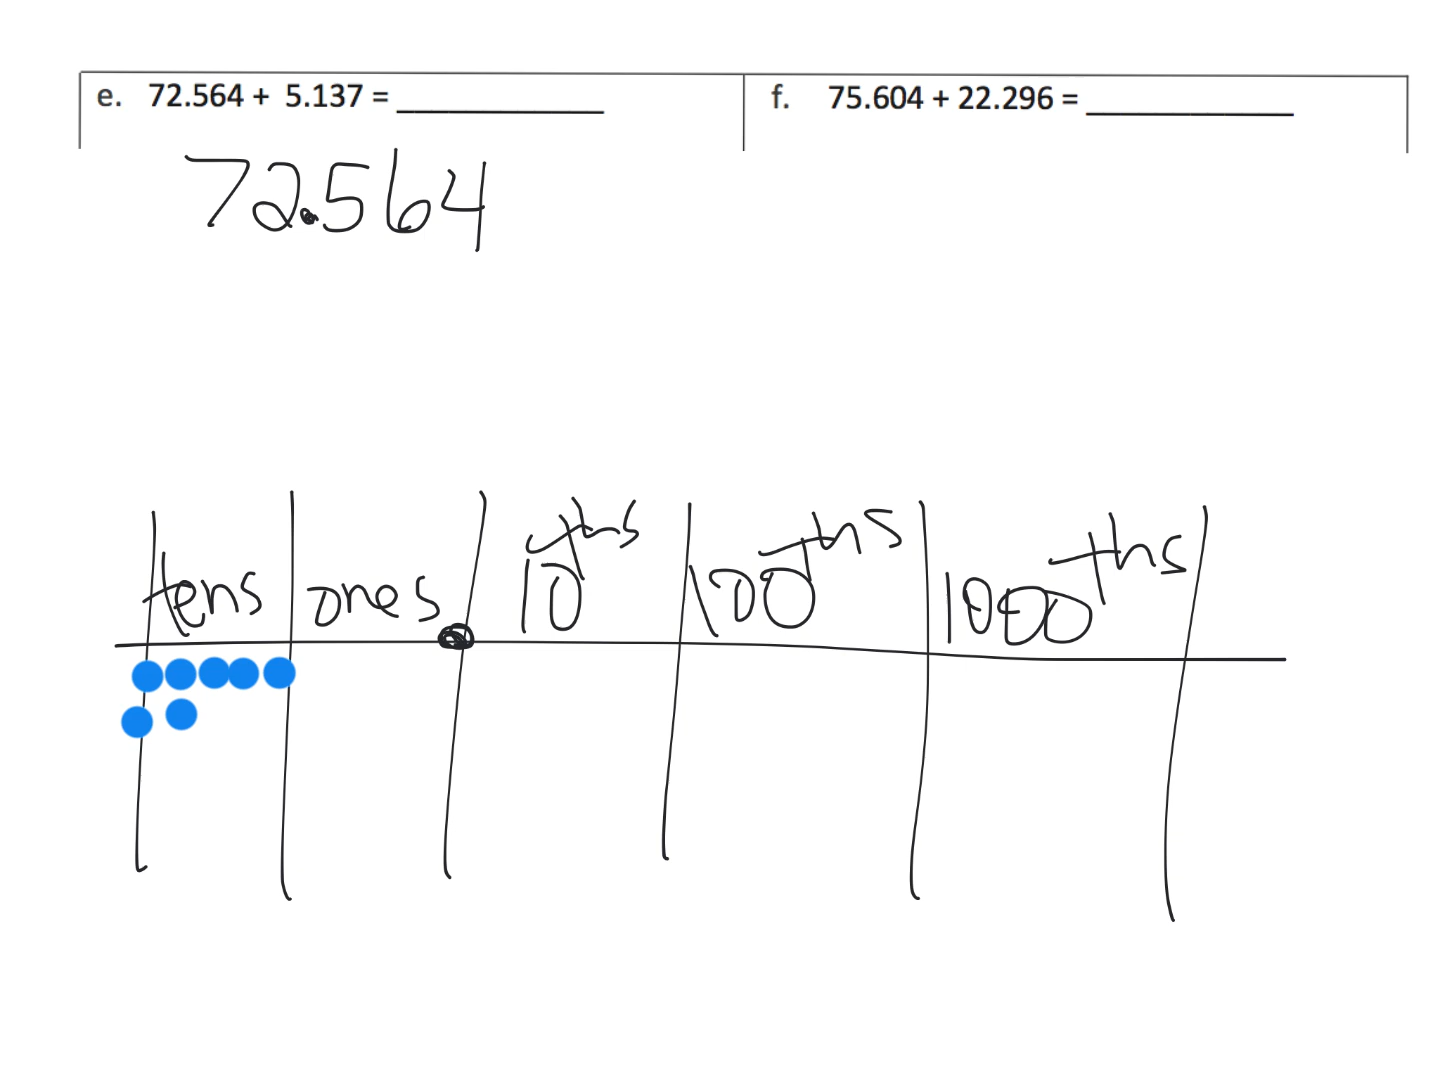 e. 72.564 + 5.137 = ____________
f. 75.604 + 22.296 = ____________
72.564
tens ones . 10ths 100ths 1000ths